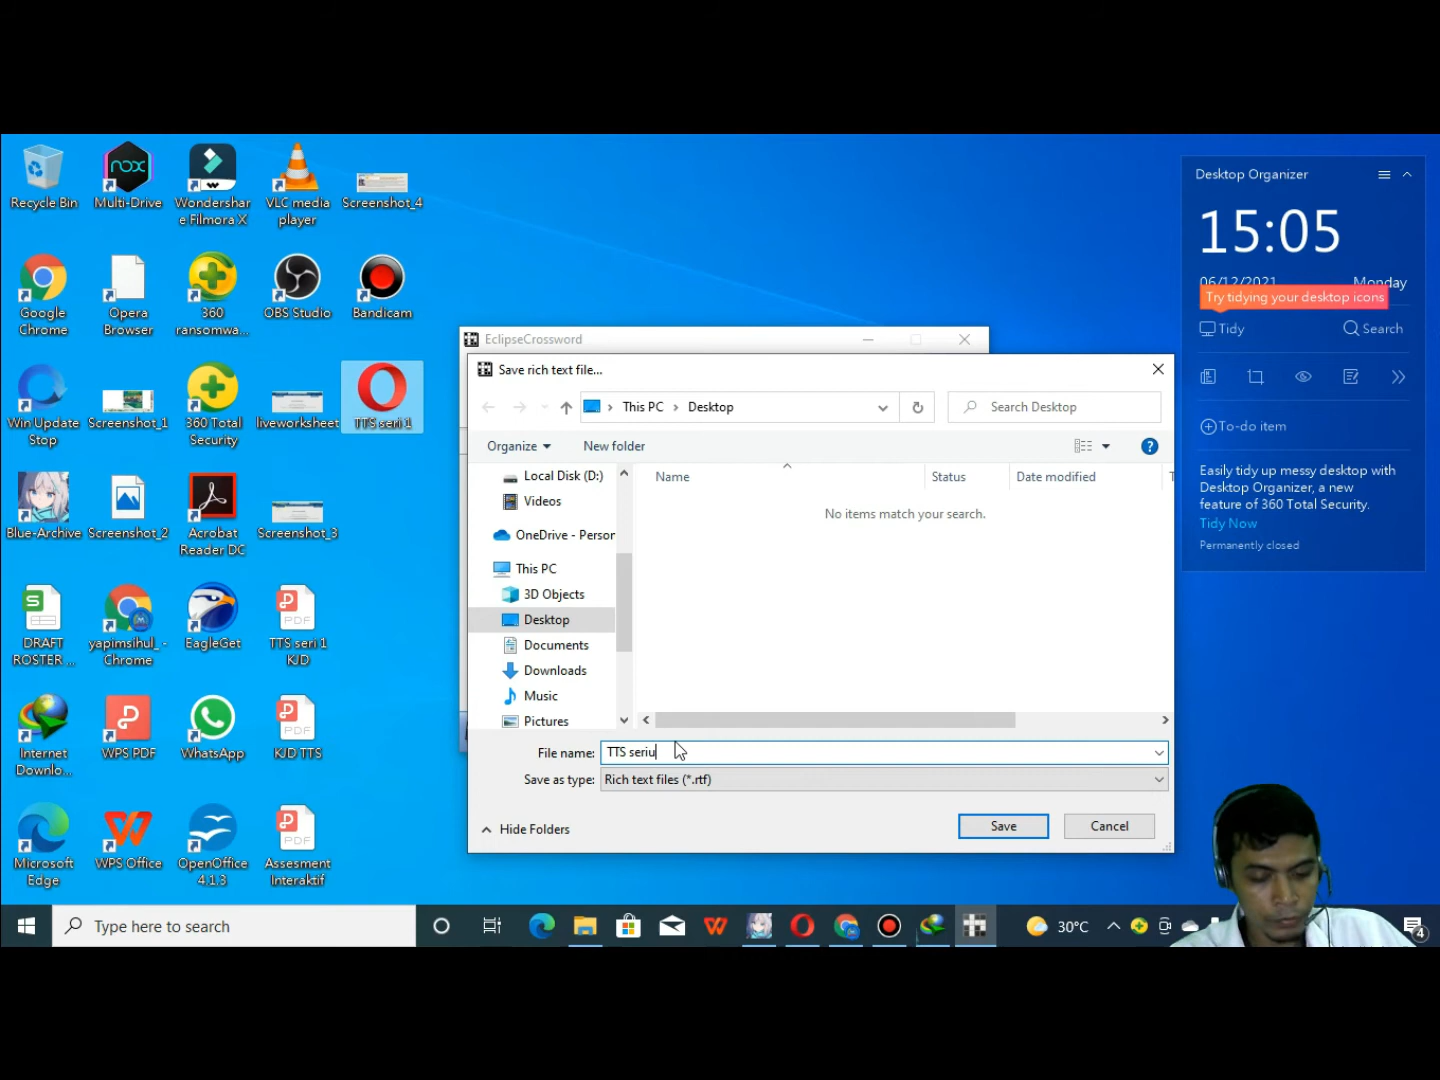 Recycle Bin
Multi-Drive
Wondershar
e Filmora X
VLC media
player
Screenshot_4
Google
Chrome
Opera
Browser
360
ransomwa...
OBS Studio
Bandicam
Win Update
Stop
Screenshot_1
360 Total
Security
liveworksheet
TTS seri 1
Blue-Archive
Screenshot_2
Acrobat
Reader DC
Screenshot_3
DRAFT
ROSTER ...
yapimsihul_ -
Chrome
EagleGet
TTS seri 1
KJD
Internet
Downlo...
WPS PDF
WhatsApp
KJD TTS
Microsoft
Edge
WPS Office
OpenOffice
4.1.3
Assesment
Interaktif
nox
PDF
PDF
PDF
EclipseCrossword
Save rich text file...
This PC
Desktop
Search Desktop
Organize
New folder
Local Disk (D:)
Videos
OneDrive - Person
This PC
3D Objects
Desktop
Documents
Downloads
Music
Pictures
Name
Status
Date modified
T
No items match your search.
File name: TTS seriu
Save as type: Rich text files (*.rtf)
Hide Folders
Save
Cancel
Desktop Organizer
15:05
06/12/2021 Monday
Try tidying your desktop icons
Tidy
Search
To-do item
Easily tidy up messy desktop with
Desktop Organizer, a new
feature of 360 Total Security.
Tidy Now
Permanently closed
Type here to search
30°C
4